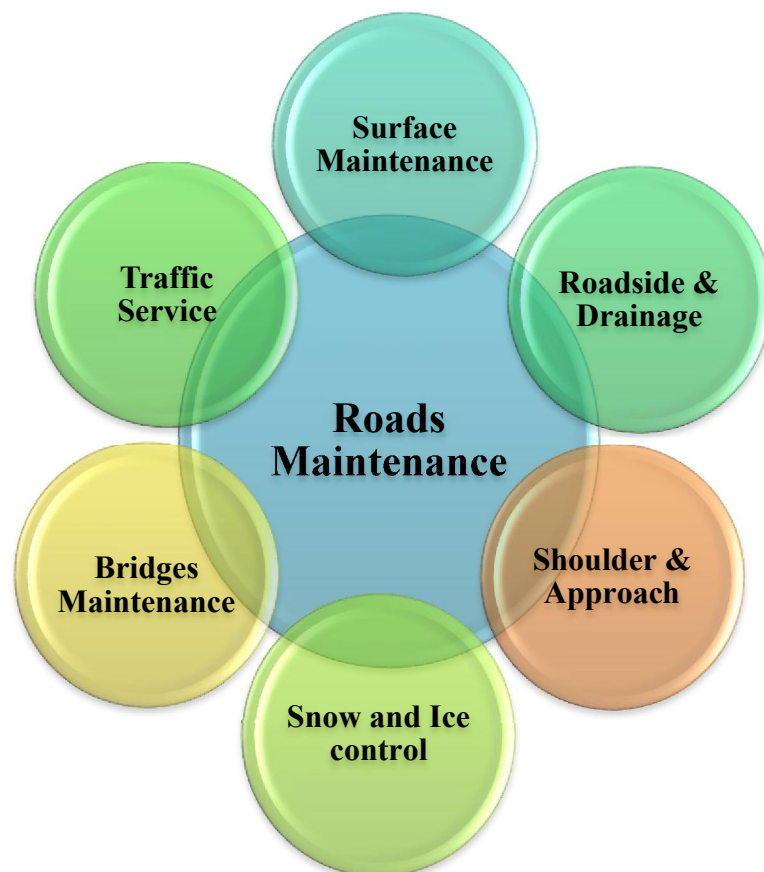 Surface
Maintenance
Traffic
Service
Roadside &
Drainage
Roads
Maintenance
Bridges
Maintenance
Shoulder &
Approach
Snow and Ice
control